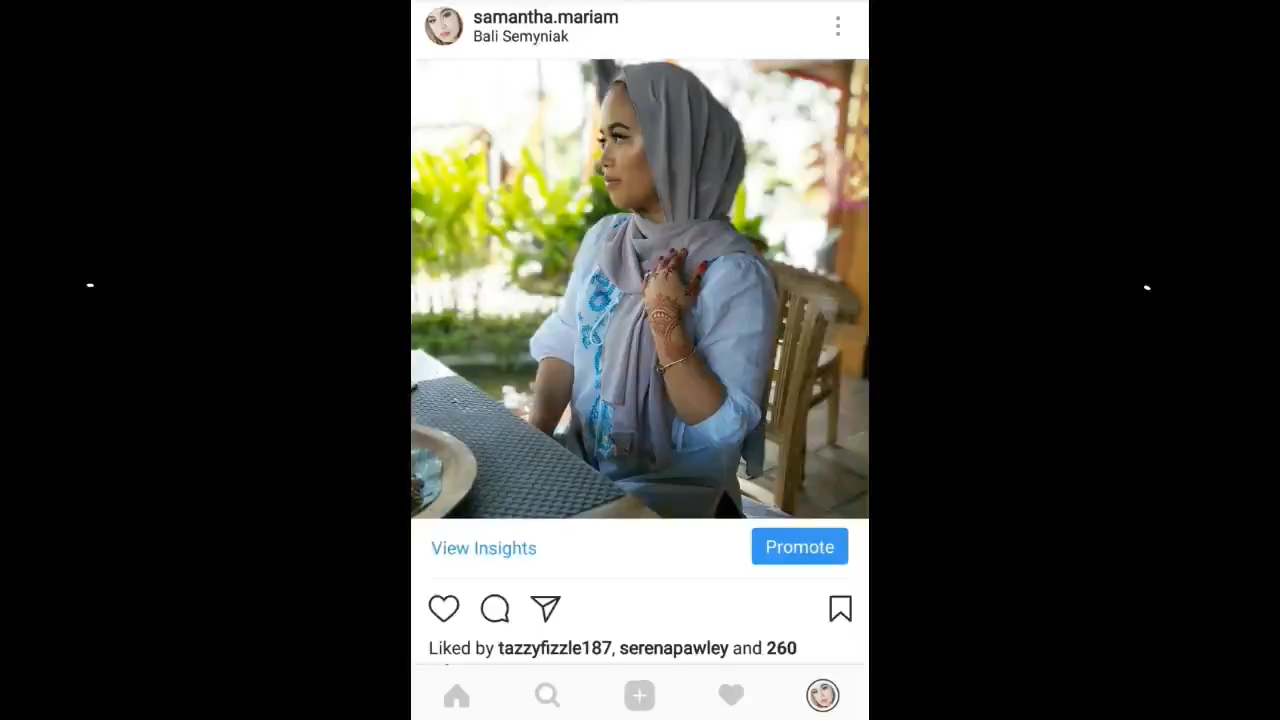 samantha.mariam
Bali Semyniak
View Insights
Promote
Liked by tazzyfizzle187, serenapawley and 260